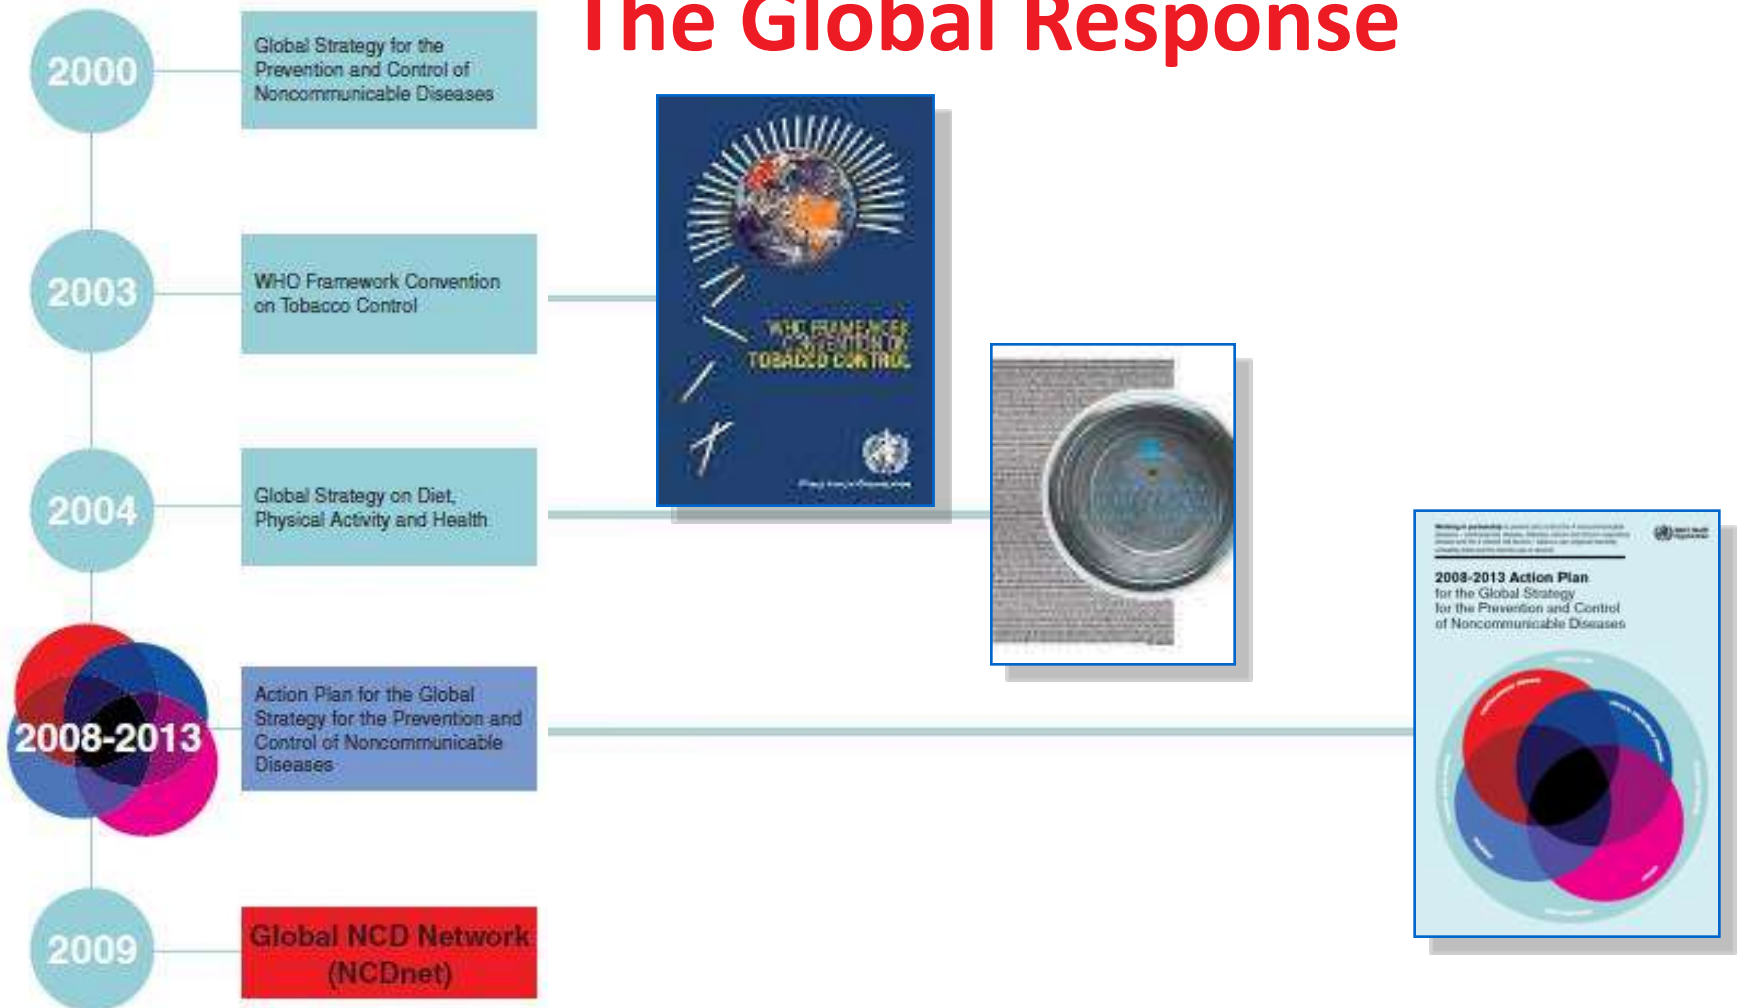 The Global Response
2000
Global Strategy for the
Prevention and Control of
Noncommunicable Diseases
2003
WHO Framework Convention
on Tobacco Control
WHO FRAMEWORK
CONVENTION ON
TOBACCO CONTROL
2004
Global Strategy on Diet,
Physical Activity and Health
2008-2013
Action Plan for the Global
Strategy for the Prevention and
Control of Noncommunicable
Diseases
Working in partnership
2008-2013 Action Plan
for the Global Strategy
for the Prevention and Control
of Noncommunicable Diseases
2009
Global NCD Network
(NCDnet)